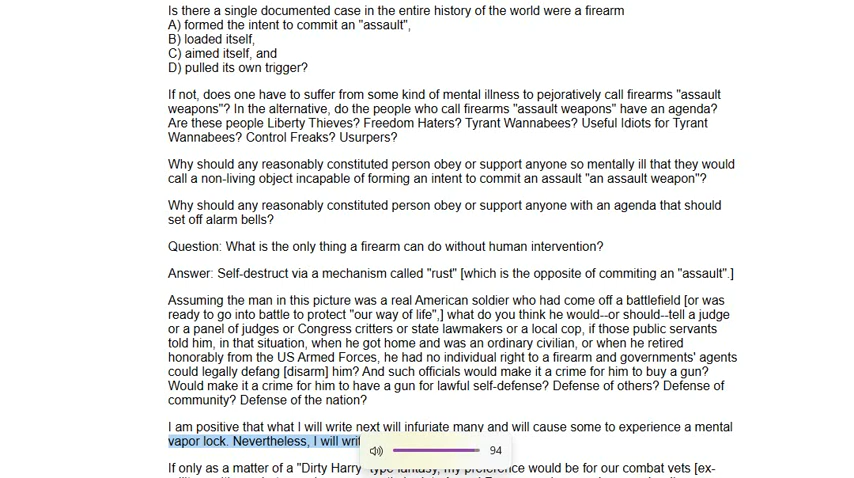 Is there a single documented case in the entire history of the world were a firearm
A) formed the intent to commit an "assault",
B) loaded itself,
C) aimed itself, and
D) pulled its own trigger?
If not, does one have to suffer from some kind of mental illness to pejoratively call firearms "assault
weapons"? In the alternative, do the people who call firearms "assault weapons" have an agenda?
Are these people Liberty Thieves? Freedom Haters? Tyrant Wannabees? Useful Idiots for Tyrant
Wannabees? Control Freaks? Usurpers?
Why should any reasonably constituted person obey or support anyone so mentally ill that they would
call a non-living object incapable of forming an intent to commit an assault "an assault weapon"?
Why should any reasonably constituted person obey or support anyone with an agenda that should
set off alarm bells?
Question: What is the only thing a firearm can do without human intervention?
Answer: Self-destruct via a mechanism called "rust" [which is the opposite of commiting an "assault".]
Assuming the man in this picture was a real American soldier who had come off a battlefield [or was
ready to go into battle to protect "our way of life",] what do you think he would--or should--tell a judge
or a panel of judges or Congress critters or state lawmakers or a local cop, if those public servants
told him, in that situation, when he got home and was an ordinary civilian, or when he retired
honorably from the US Armed Forces, he had no individual right to a firearm and governments' agents
could legally defang [disarm] him? And such officials would make it a crime for him to buy a gun?
Would make it a crime for him to have a gun for lawful self-defense? Defense of others? Defense of
community? Defense of the nation?
I am positive that what I will write next will infuriate many and will cause some to experience a mental
vapor lock. Nevertheless, I will
94
If only as a matter of a "Dirty Harry"-type fantasy, my preference would be for our combat vets [ex-